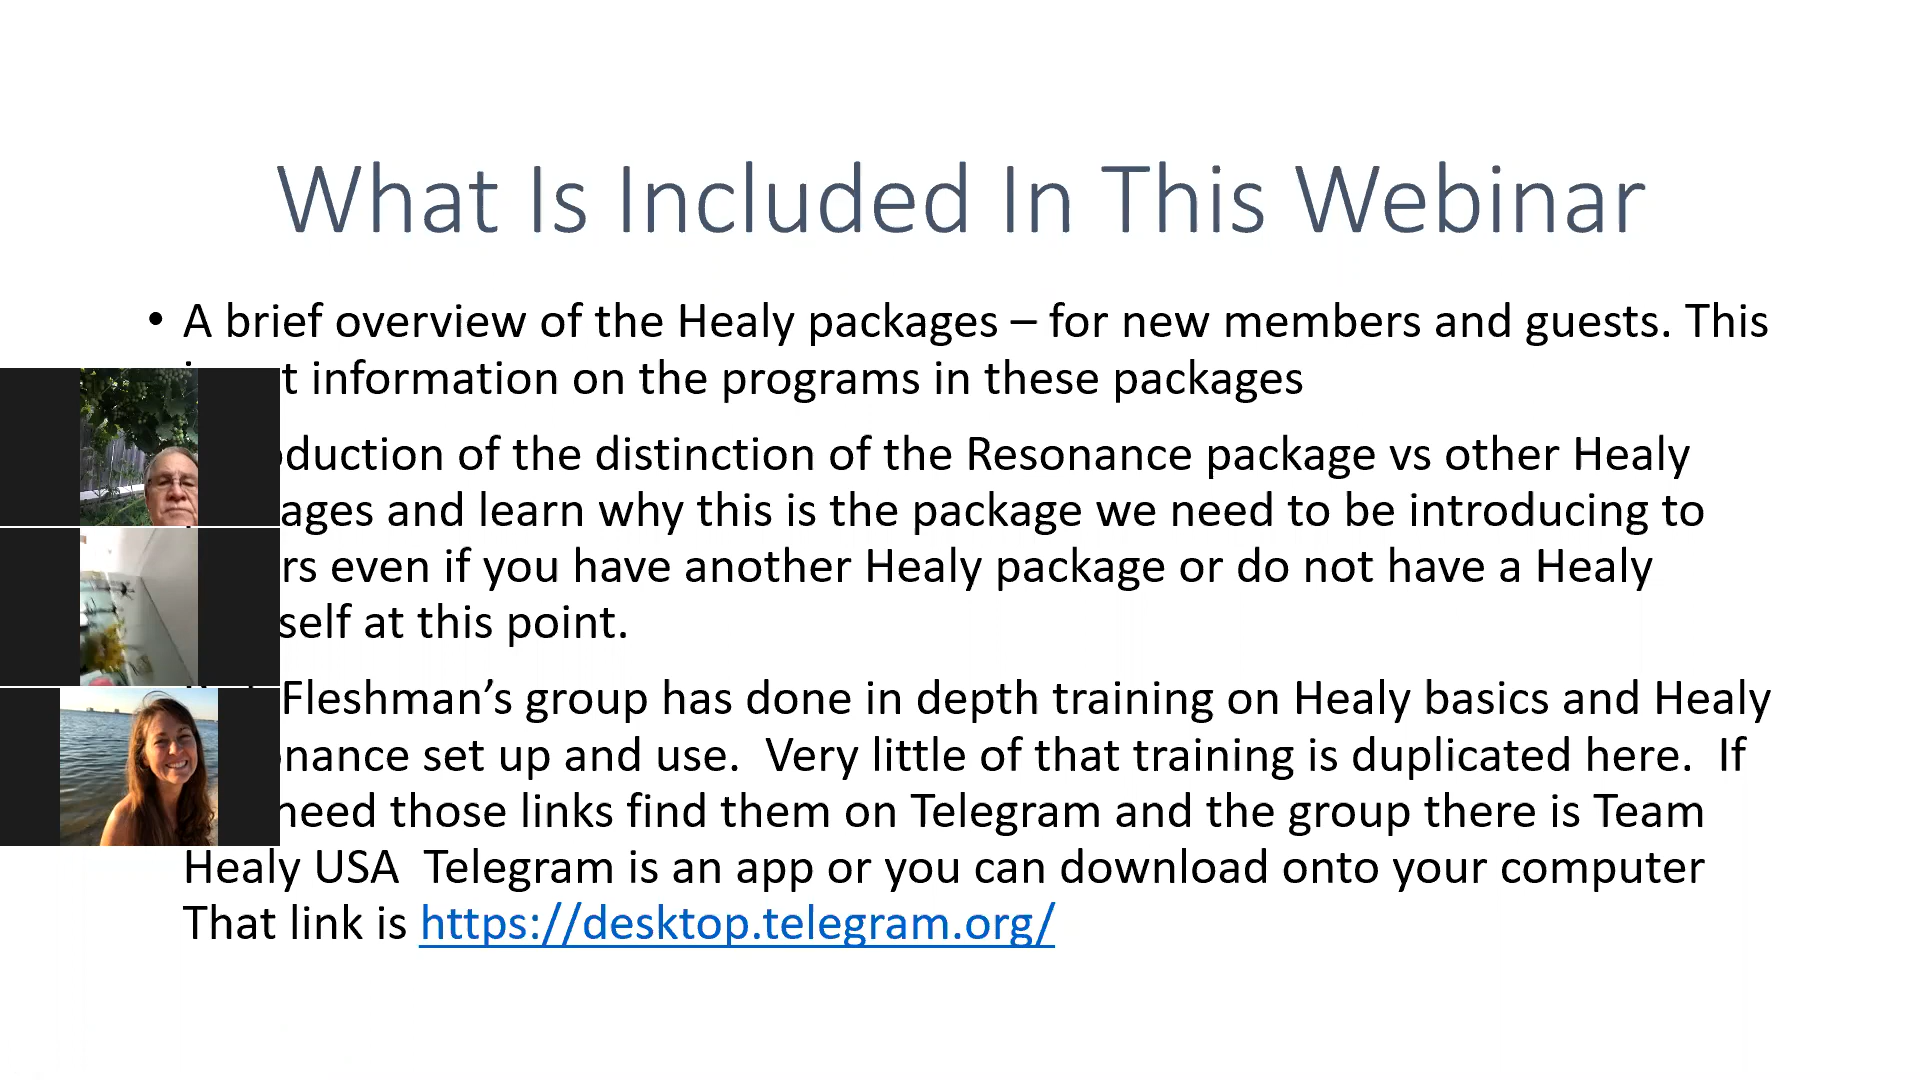 What Is Included In This Webinar
• A brief overview of the Healy packages – for new members and guests. This
t information on the programs in these packages
oduction of the distinction of the Resonance package vs other Healy
ages and learn why this is the package we need to be introducing to
rs even if you have another Healy package or do not have a Healy
self at this point.
Fleshman’s group has done in depth training on Healy basics and Healy
onance set up and use.  Very little of that training is duplicated here.  If
need those links find them on Telegram and the group there is Team
Healy USA  Telegram is an app or you can download onto your computer
That link is https://desktop.telegram.org/